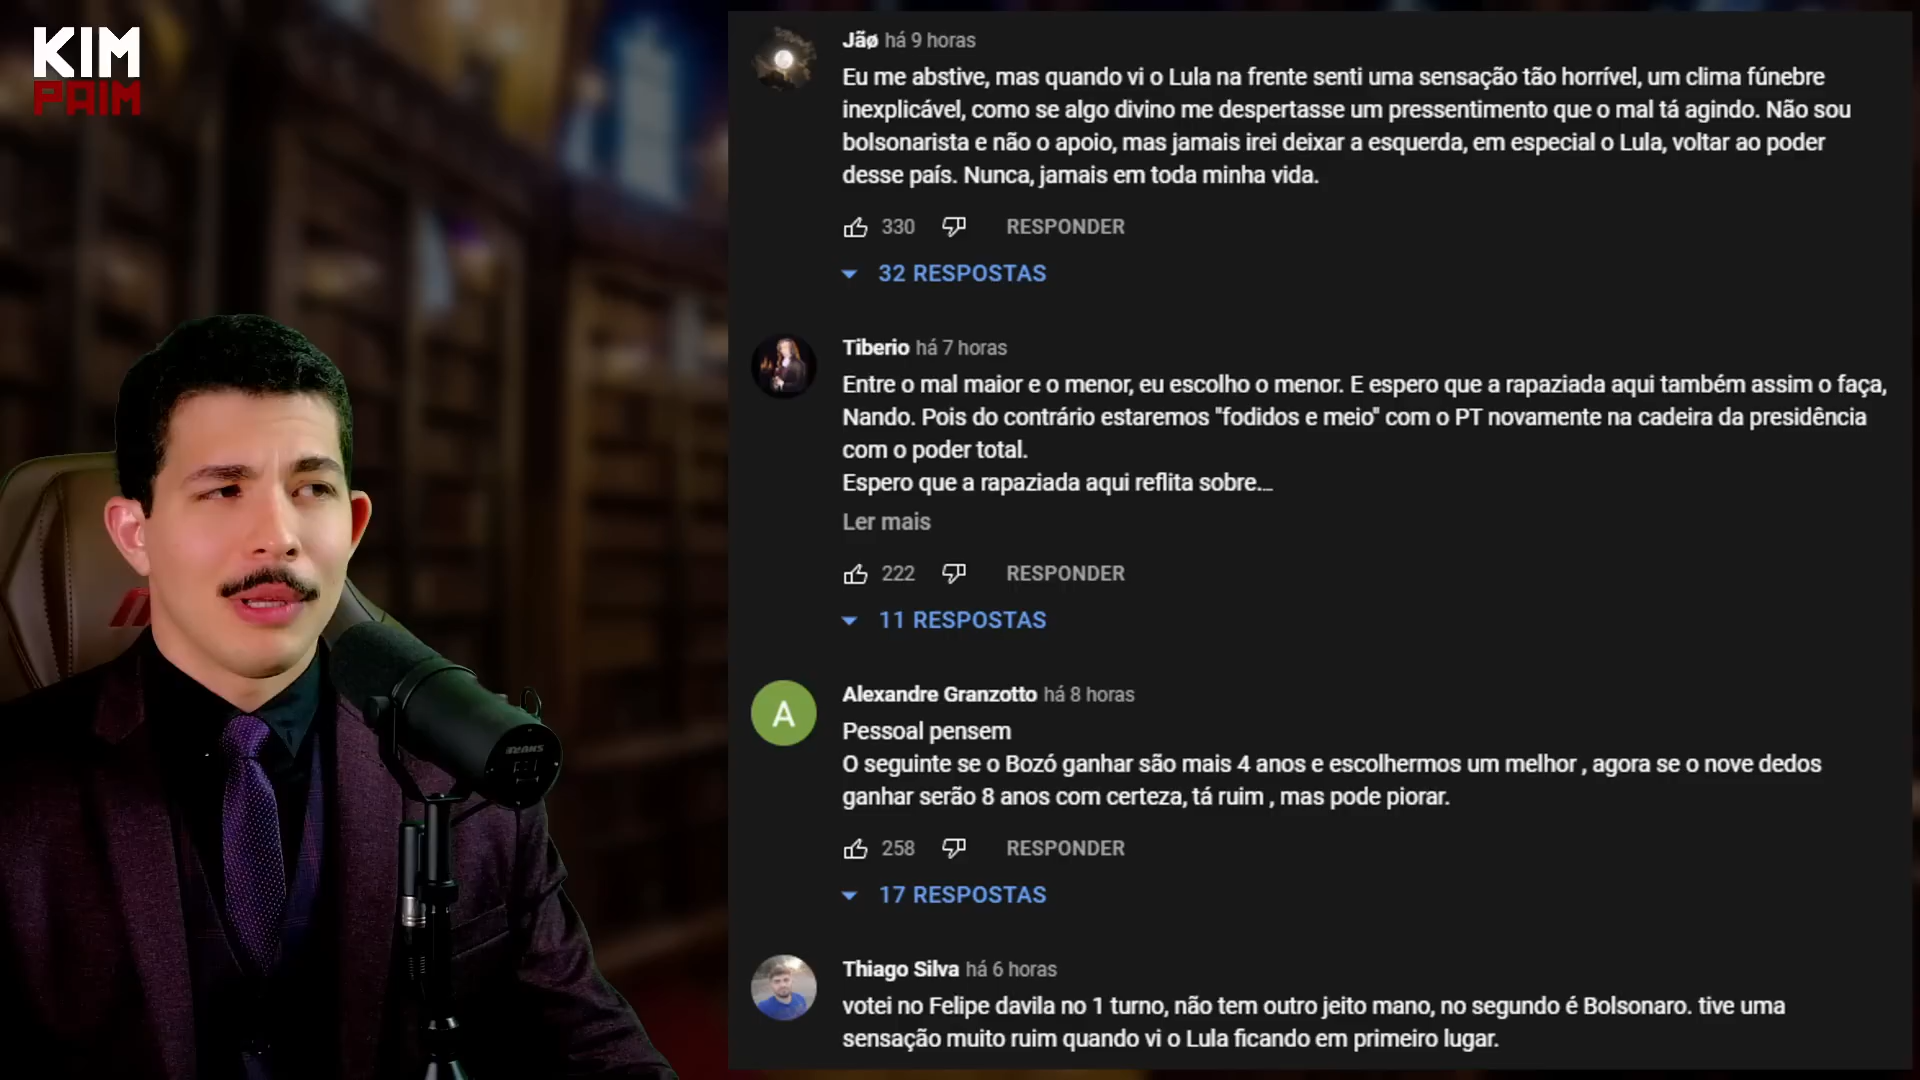 KIM
PAIM
Jãø há 9 horas
Eu me abstive, mas quando vi o Lula na frente senti uma sensação tão horrível, um clima fúnebre
inexplicável, como se algo divino me despertasse um pressentimento que o mal tá agindo. Não sou
bolsonarista e não o apoio, mas jamais irei deixar a esquerda, em especial o Lula, voltar ao poder
desse país. Nunca, jamais em toda minha vida.
330 RESPONDER
32 RESPOSTAS
Tiberio há 7 horas
Entre o mal maior e o menor, eu escolho o menor. E espero que a rapaziada aqui também assim o faça,
Nando. Pois do contrário estaremos "fodidos e meio" com o PT novamente na cadeira da presidência
com o poder total.
Espero que a rapaziada aqui reflita sobre...
Ler mais
222 RESPONDER
11 RESPOSTAS
A
Alexandre Granzotto há 8 horas
Pessoal pensem
O seguinte se o Bozó ganhar são mais 4 anos e escolhermos um melhor , agora se o nove dedos
ganhar serão 8 anos com certeza, tá ruim , mas pode piorar.
258 RESPONDER
17 RESPOSTAS
Thiago Silva há 6 horas
votei no Felipe davila no 1 turno, não tem outro jeito mano, no segundo é Bolsonaro. tive uma
sensação muito ruim quando vi o Lula ficando em primeiro lugar.